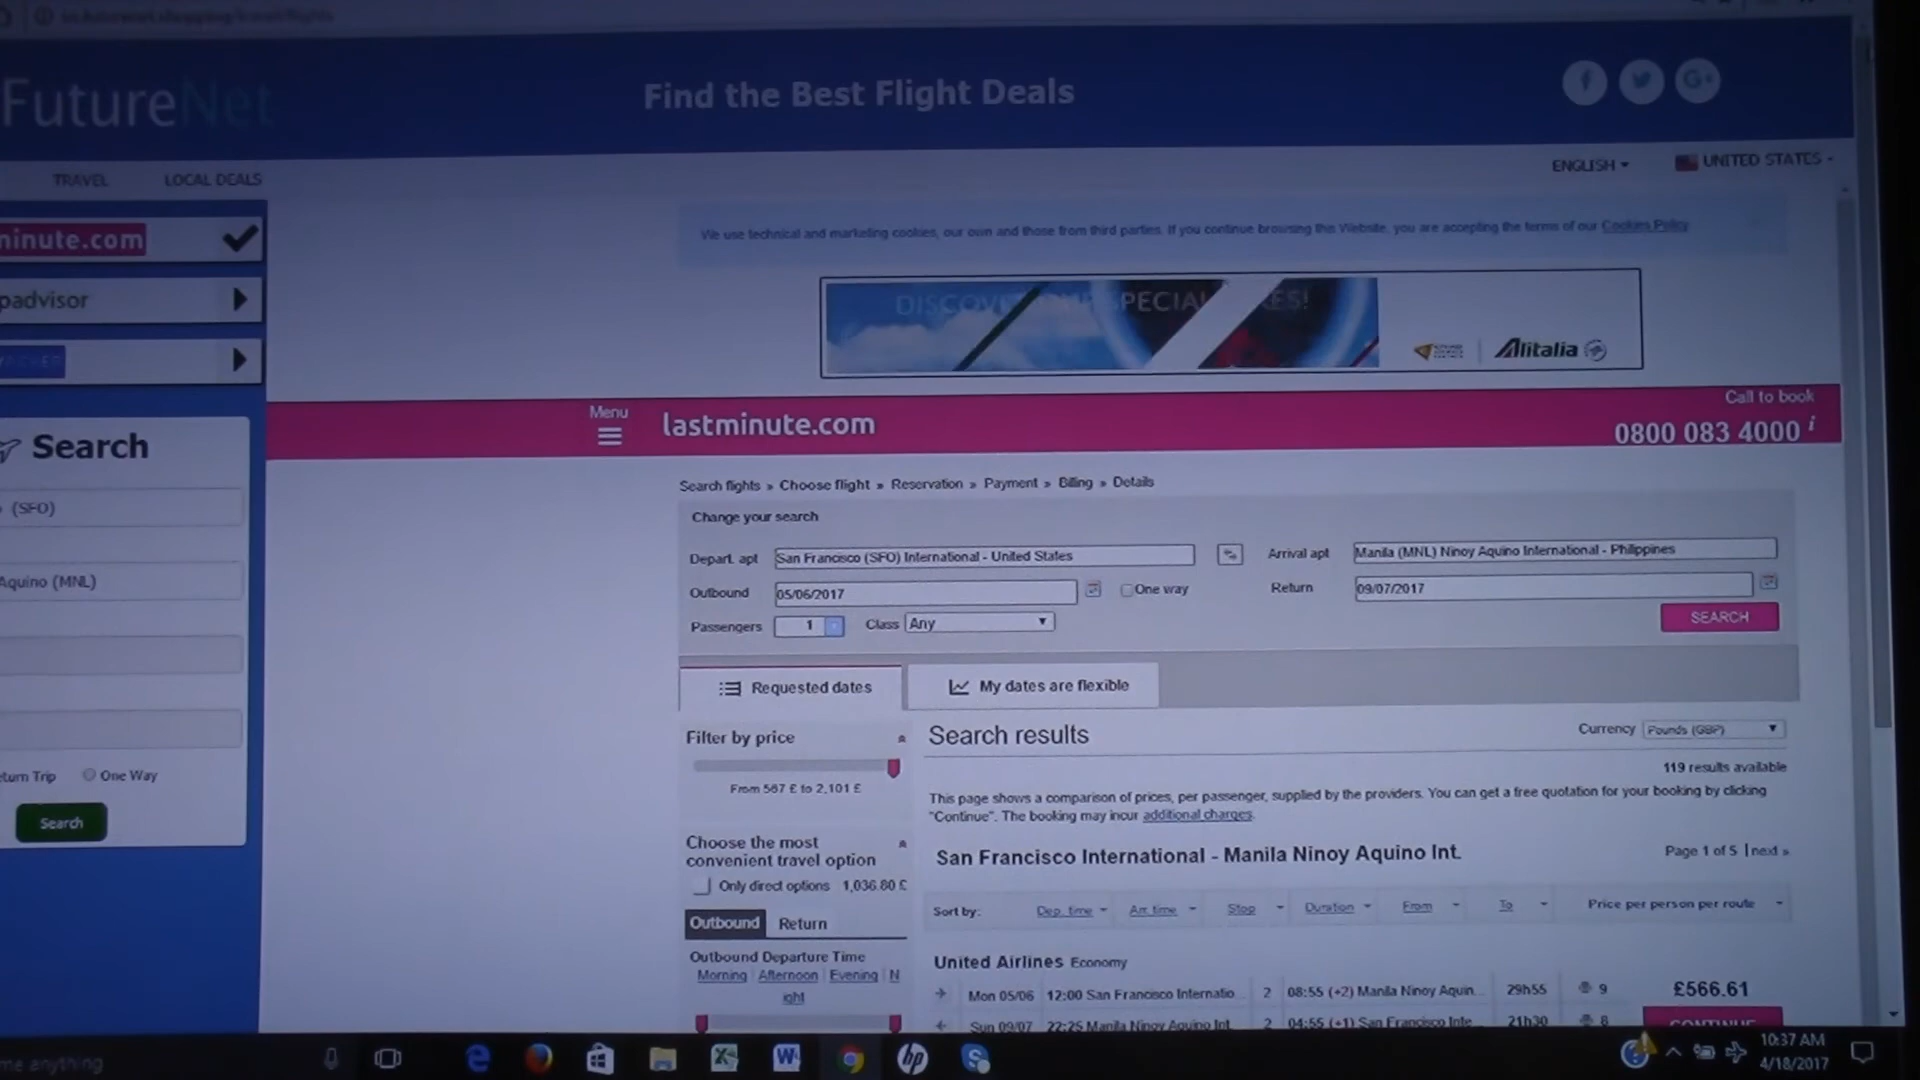 FutureNet
Find the Best Flight Deals
TRAVEL LOCAL DEALS
ENGLISH
UNITED STATES
We use technical and marketing cookies, our own and those from third parties. If you continue browsing this Website, you are accepting the terms of our Cookies Policy
minute.com
padvisor
Alitalia
Menu
lastminute.com
Call to book
0800 083 4000 i
Search
(SFO)
Aquino (MNL)
turn Trip One Way
Search
Search flights » Choose flight » Reservation » Payment » Billing » Details
Change your search
Depart. apt San Francisco (SFO) International - United States Arrival apt Manila (MNL) Ninoy Aquino International - Philippines
Outbound 05/06/2017 One way Return 09/07/2017
Passengers 1 Class Any SEARCH
Requested dates My dates are flexible
Filter by price
From 567 £ to 2,101 £
Choose the most
convenient travel option
Only direct options 1,036.80 £
Outbound Return
Outbound Departure Time
Morning Afternoon Evening N
ight
Search results
Currency Pounds (GBP)
119 results available
This page shows a comparison of prices, per passenger, supplied by the providers. You can get a free quotation for your booking by clicking
"Continue". The booking may incur additional charges.
San Francisco International - Manila Ninoy Aquino Int.
Page 1 of 5 | next »
Sort by: Dep. time Arr. time Stop Duration From To Price per person per route
United Airlines Economy
Mon 05/06 12:00 San Francisco Internatio... 2 08:55 (+2) Manila Ninoy Aquin... 29h55 9 £566.61
Sun 09/07 22:25 Manila Ninoy Aquino Int. 2 04:55 (+1) San Francisco Inte... 21h30 8 CONTINUE
me anything
10:37 AM
4/18/2017